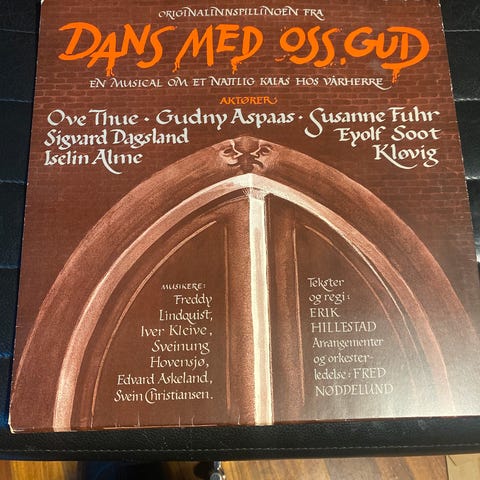 ORIGINALINNSPILLINGEN FRA
DANS MED OSS, GUD
EN MUSICAL OM ET NATTLIG KALAS HOS VÅRHERRE
AKTØRER
Ove Thue · Gudny Aspaas · Susanne Fuhr
Sigvard Dagsland Eyolf Soot
Iselin Alme Kløvig
MUSIKERE:
Freddy
Lindquist,
Iver Kleive,
Sveinung
Hovensjø,
Edvard Askeland,
Svein Christiansen.
Tekster
og regi:
ERIK
HILLESTAD
Arrangementer
og orkester-
ledelse: FRED
NØDDELUND